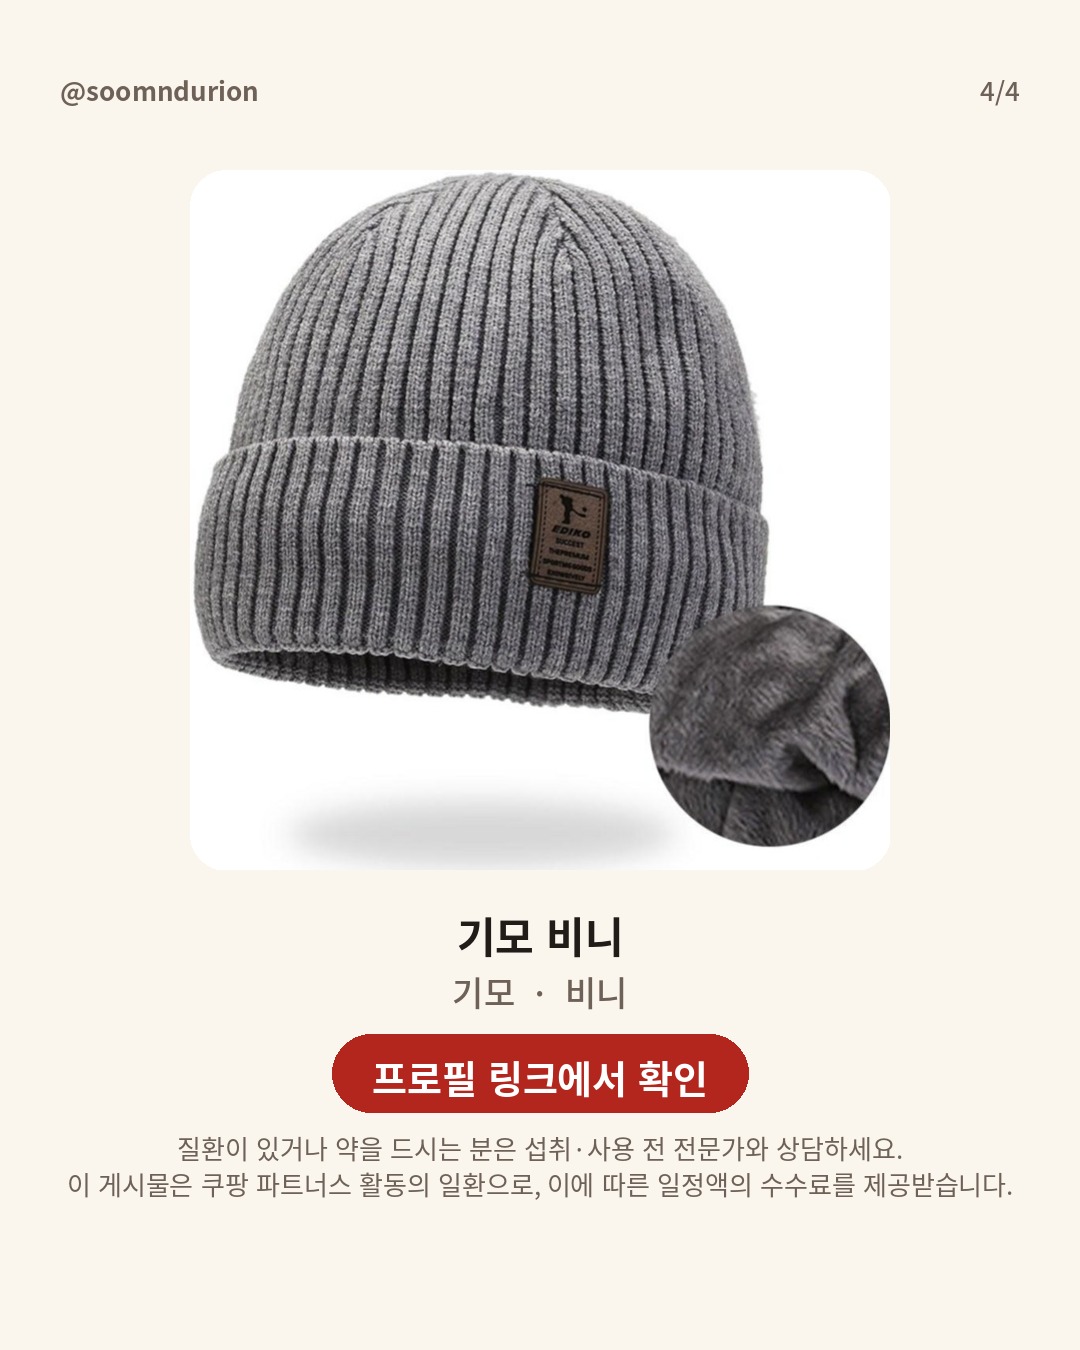 @soomndurion
4/4
EDIKO
SUCCEXT
THEPREMIUM
SPORTING GOODS
기모 비니
기모 · 비니
프로필 링크에서 확인
질환이 있거나 약을 드시는 분은 섭취·사용 전 전문가와 상담하세요.
이 게시물은 쿠팡 파트너스 활동의 일환으로, 이에 따른 일정액의 수수료를 제공받습니다.